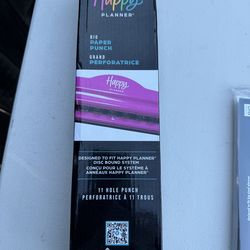 Happy
PLANNER®
BIG
PAPER
PUNCH
GRAND
PERFORATRICE
Happy
PLANNER
DESIGNED TO FIT HAPPY PLANNER®
DISC BOUND SYSTEM
CONÇU POUR LE SYSTÈME À
ANNEAUX HAPPY PLANNER®
11 HOLE PUNCH
PERFORATRICE À 11 TROUS